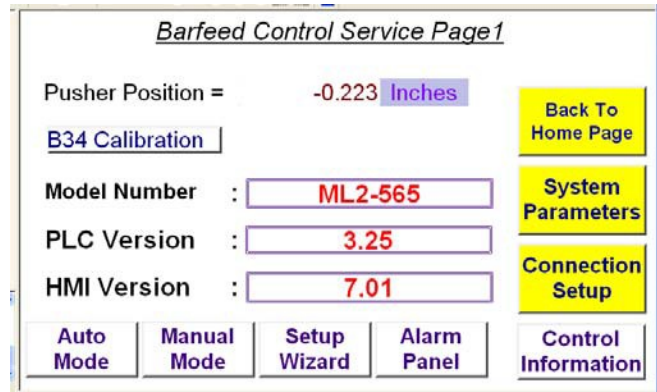 Barfeed Control Service Page1
Pusher Position = -0.223 Inches
Back To
Home Page
B34 Calibration
Model Number : ML2-565
System
Parameters
PLC Version : 3.25
HMI Version : 7.01
Connection
Setup
Auto
Mode
Manual
Mode
Setup
Wizard
Alarm
Panel
Control
Information